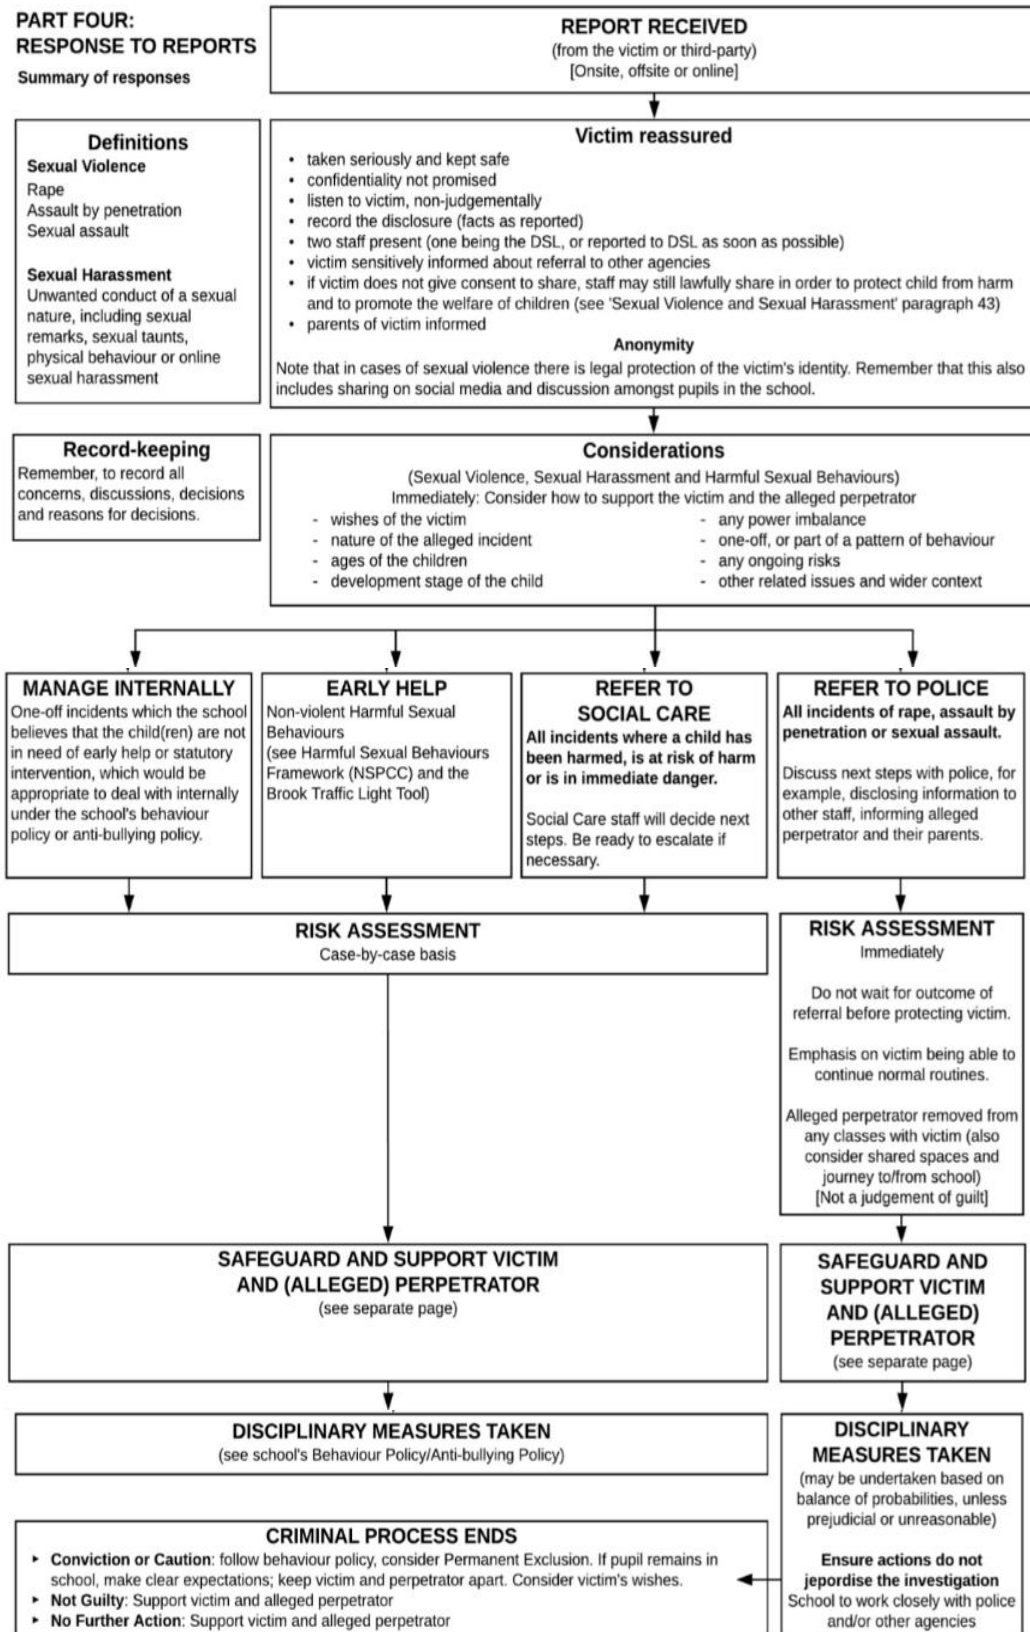 PART FOUR:
RESPONSE TO REPORTS
Summary of responses
REPORT RECEIVED
(from the victim or third-party)
[Onsite, offsite or online]
Definitions
Sexual Violence
Rape
Assault by penetration
Sexual assault
Sexual Harassment
Unwanted conduct of a sexual
nature, including sexual
remarks, sexual taunts,
physical behaviour or online
sexual harassment
Victim reassured
• taken seriously and kept safe
• confidentiality not promised
• listen to victim, non-judgementally
• record the disclosure (facts as reported)
• two staff present (one being the DSL, or reported to DSL as soon as possible)
• victim sensitively informed about referral to other agencies
• if victim does not give consent to share, staff may still lawfully share in order to protect child from harm
and to promote the welfare of children (see 'Sexual Violence and Sexual Harassment' paragraph 43)
• parents of victim informed
Anonymity
Note that in cases of sexual violence there is legal protection of the victim's identity. Remember that this also
includes sharing on social media and discussion amongst pupils in the school.
Record-keeping
Remember, to record all
concerns, discussions, decisions
and reasons for decisions.
Considerations
(Sexual Violence, Sexual Harassment and Harmful Sexual Behaviours)
Immediately: Consider how to support the victim and the alleged perpetrator
- wishes of the victim
- nature of the alleged incident
- ages of the children
- development stage of the child
- any power imbalance
- one-off, or part of a pattern of behaviour
- any ongoing risks
- other related issues and wider context
MANAGE INTERNALLY
One-off incidents which the school
believes that the child(ren) are not
in need of early help or statutory
intervention, which would be
appropriate to deal with internally
under the school's behaviour
policy or anti-bullying policy.
EARLY HELP
Non-violent Harmful Sexual
Behaviours
(see Harmful Sexual Behaviours
Framework (NSPCC) and the
Brook Traffic Light Tool)
REFER TO
SOCIAL CARE
All incidents where a child has
been harmed, is at risk of harm
or is in immediate danger.
Social Care staff will decide next
steps. Be ready to escalate if
necessary.
REFER TO POLICE
All incidents of rape, assault by
penetration or sexual assault.
Discuss next steps with police, for
example, disclosing information to
other staff, informing alleged
perpetrator and their parents.
RISK ASSESSMENT
Case-by-case basis
RISK ASSESSMENT
Immediately
Do not wait for outcome of
referral before protecting victim.
Emphasis on victim being able to
continue normal routines.
Alleged perpetrator removed from
any classes with victim (also
consider shared spaces and
journey to/from school)
[Not a judgement of guilt]
SAFEGUARD AND SUPPORT VICTIM
AND (ALLEGED) PERPETRATOR
(see separate page)
SAFEGUARD AND
SUPPORT VICTIM
AND (ALLEGED)
PERPETRATOR
(see separate page)
DISCIPLINARY MEASURES TAKEN
(see school's Behaviour Policy/Anti-bullying Policy)
DISCIPLINARY
MEASURES TAKEN
(may be undertaken based on
balance of probabilities, unless
prejudicial or unreasonable)
Ensure actions do not
jepordise the investigation
School to work closely with police
and/or other agencies
CRIMINAL PROCESS ENDS
‣ Conviction or Caution: follow behaviour policy, consider Permanent Exclusion. If pupil remains in
school, make clear expectations; keep victim and perpetrator apart. Consider victim's wishes.
‣ Not Guilty: Support victim and alleged perpetrator
‣ No Further Action: Support victim and alleged perpetrator